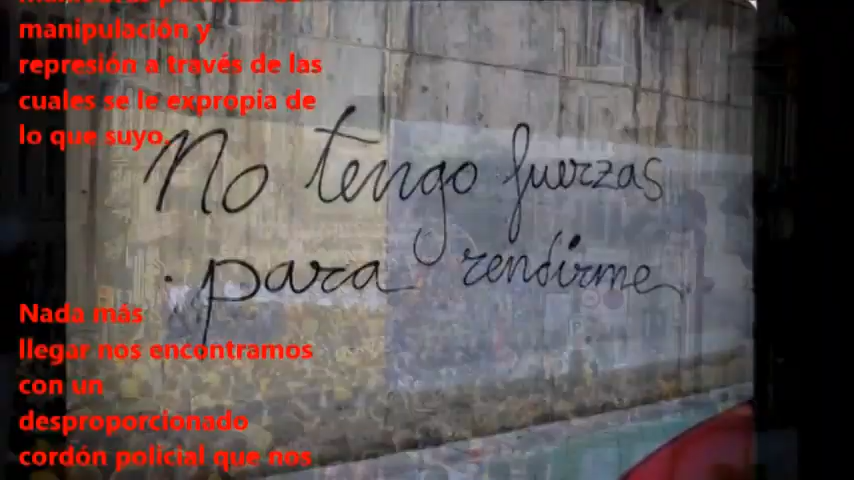 manipulación y
represión a través de las
cuales se le expropia de
lo que suyo.
No tengo fuerzas
para rendirme
Nada más
llegar nos encontramos
con un
desproporcionado
cordón policial que nos